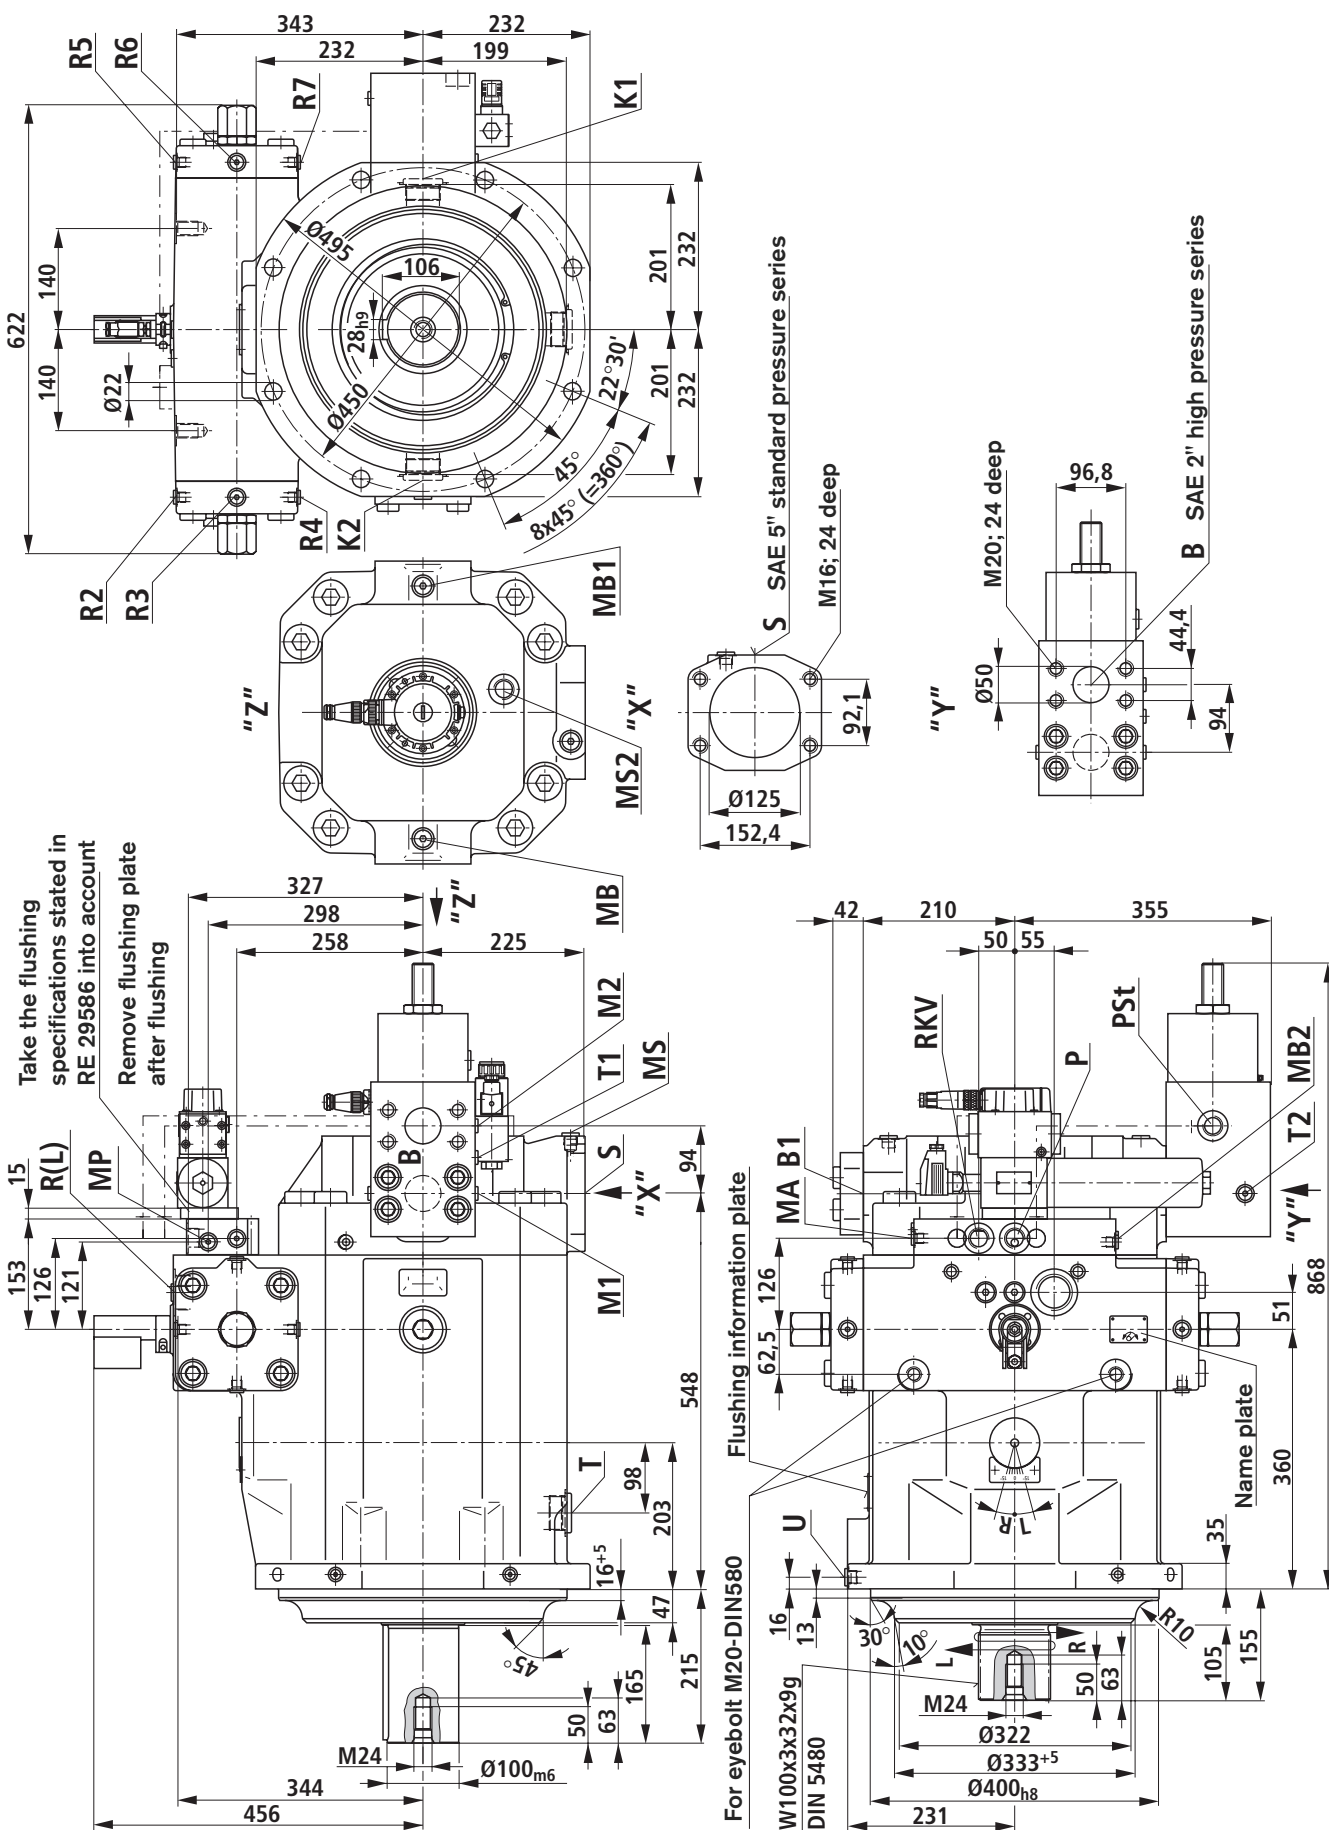 343
232
232
199
R5
R6
R7
K1
622
140
140
Ø22
Ø495
106
28h9
Ø450
201
232
201
232
22°30'
45°
8x45° (=360°)
R2
R3
R4
K2
MB1
"Z"
"X"
MS2
MB
S SAE 5" standard pressure series
M16; 24 deep
92,1
Ø125
152,4
"Y"
M20; 24 deep
96,8
B SAE 2" high pressure series
Ø50
44,4
94
Take the flushing
specifications stated in
RE 29586 into account
Remove flushing plate
after flushing
327
298
258
225
"Z"
R(L)
MP
15
153
126
121
B
M2
T1
MS
S
"X"
M1
94
548
T
98
203
16+5
47
45°
165
215
50
63
M24
Ø100m6
344
456
42
210
355
50
55
RKV
P
PSt
MB2
T2
"Y"
B1
MA
126
62,5
51
868
360
Flushing information plate
Name plate
For eyebolt M20-DIN580
U
L
R
35
16
13
30°
10°
L
R
R10
W100x3x32x9g
DIN 5480
M24
50
63
105
155
Ø322
Ø333+5
Ø400h8
231